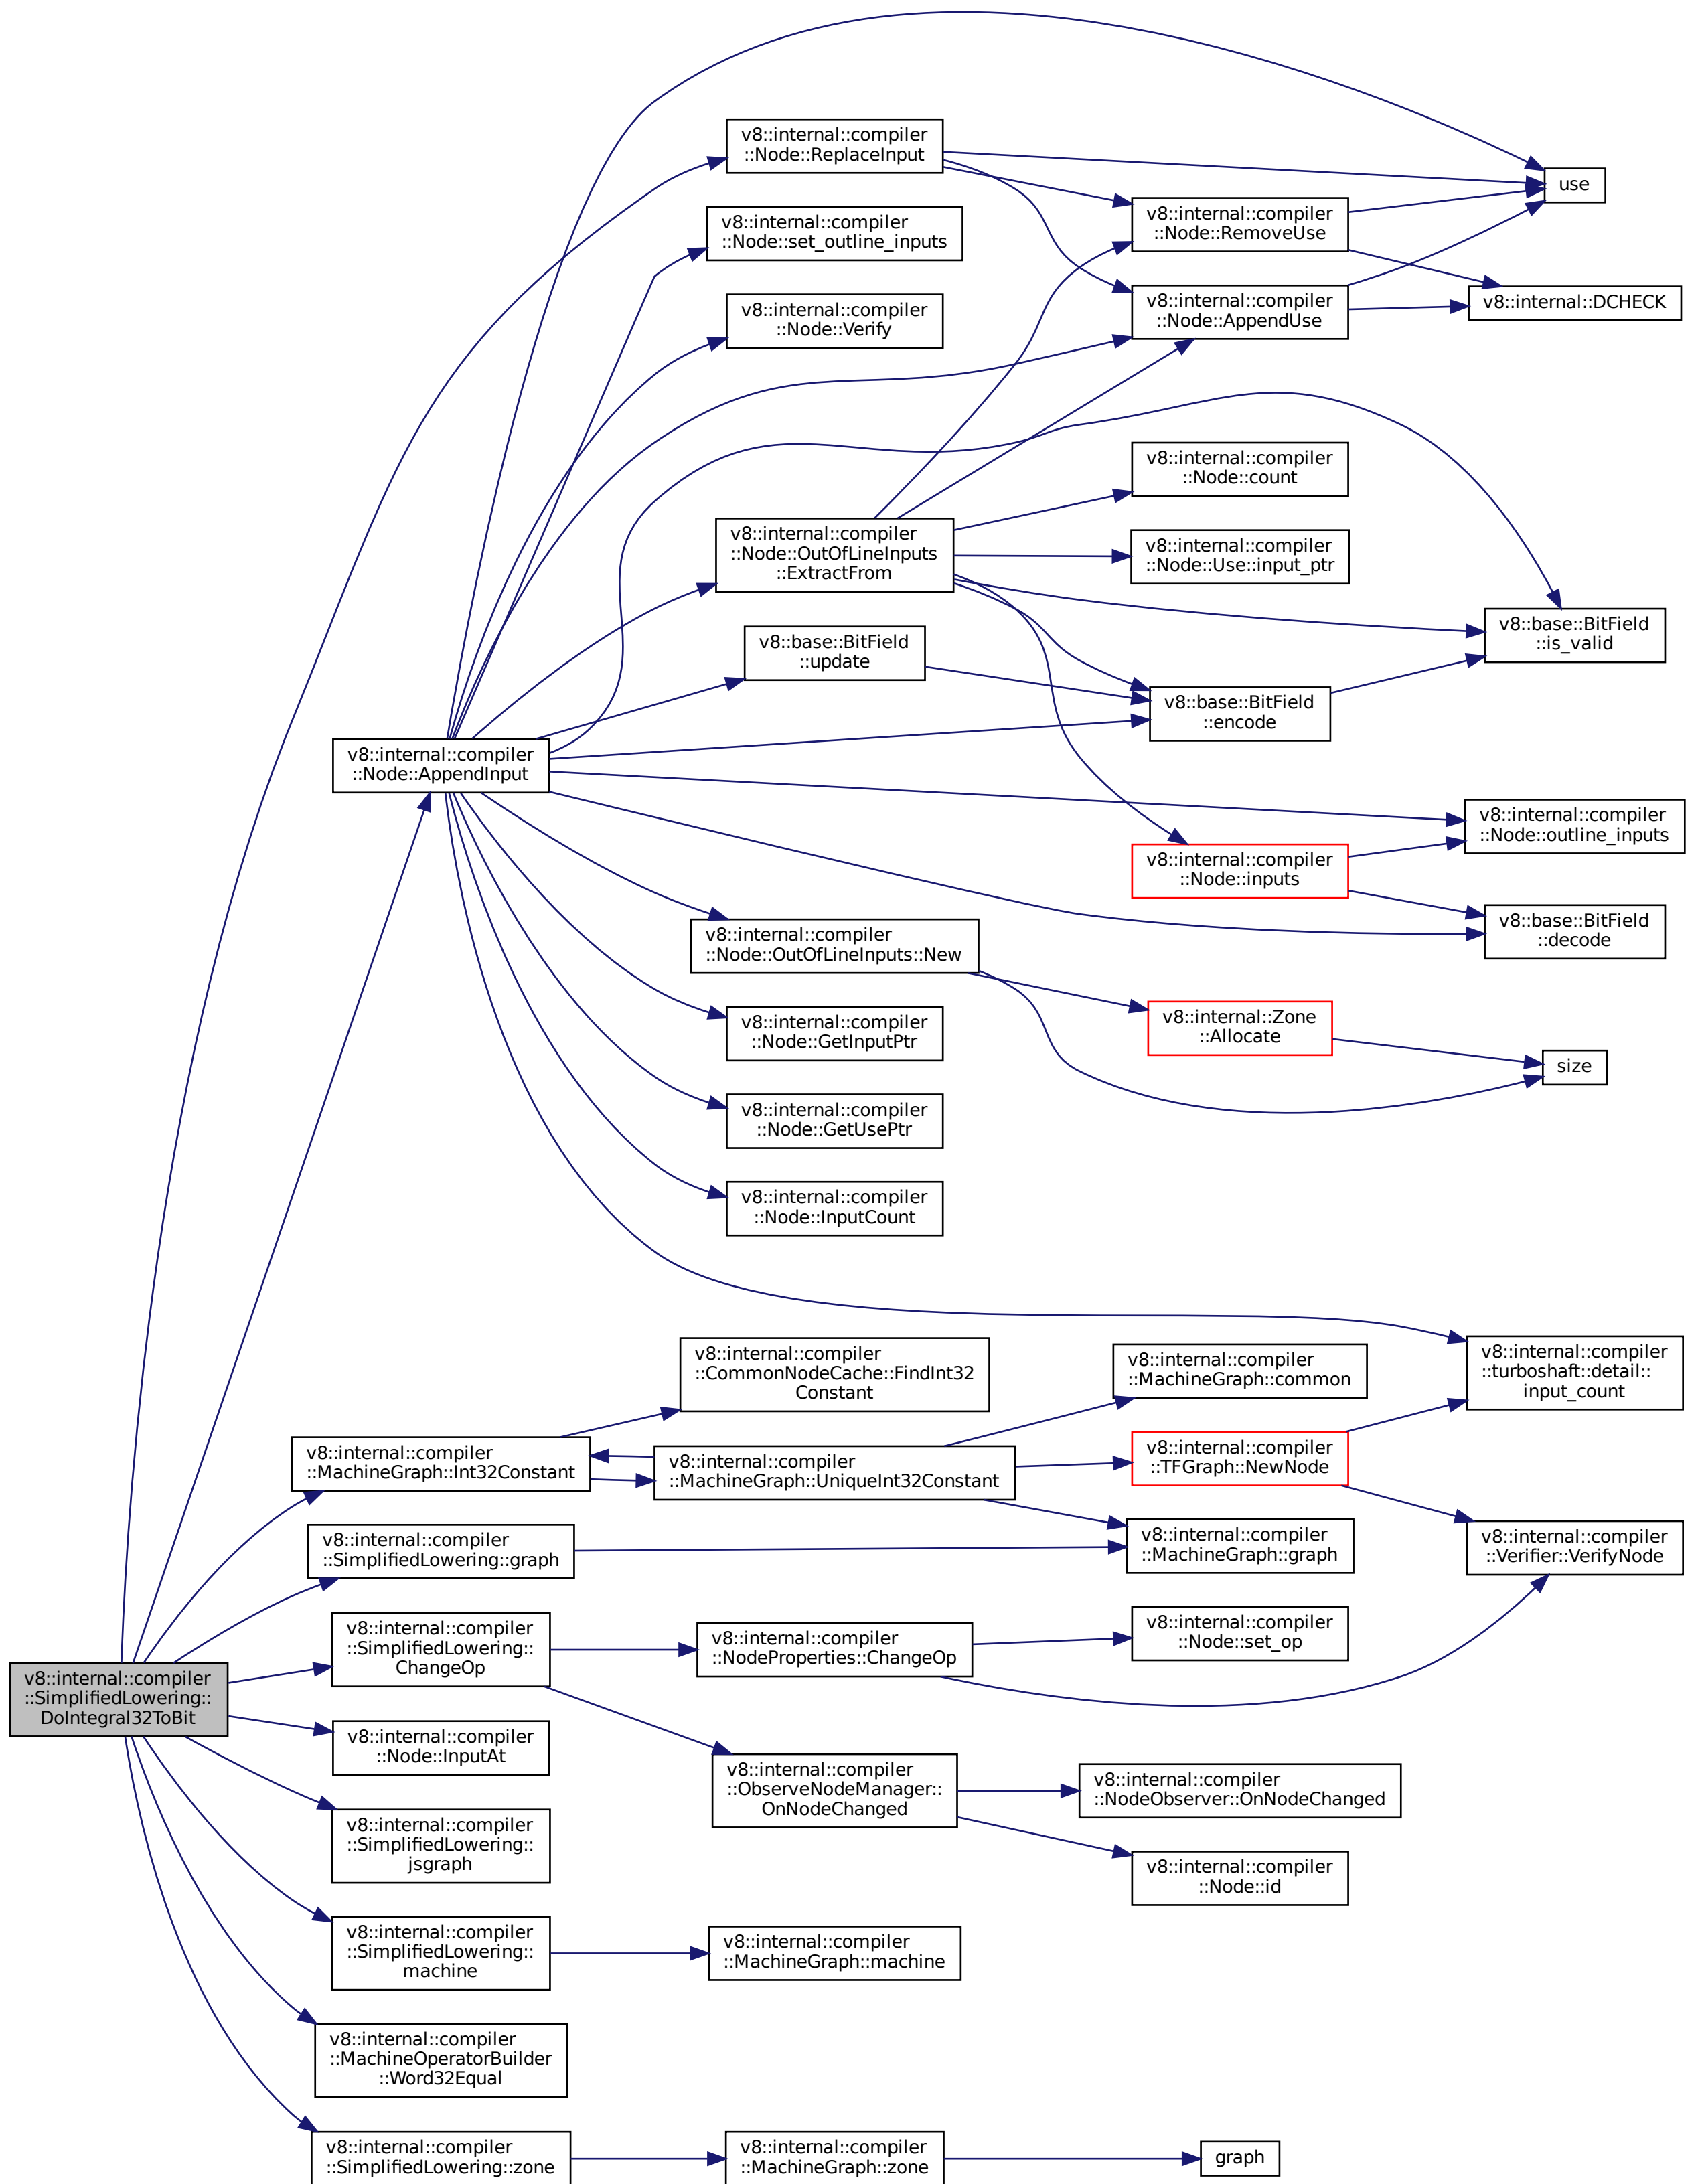 v8::internal::compiler
::Node::ReplaceInput
use
v8::internal::compiler
::Node::RemoveUse
v8::internal::compiler
::Node::set_outline_inputs
v8::internal::DCHECK
v8::internal::compiler
::Node::AppendUse
v8::internal::compiler
::Node::Verify
v8::internal::compiler
::Node::count
v8::internal::compiler
::Node::OutOfLineInputs
::ExtractFrom
v8::internal::compiler
::Node::Use::input_ptr
v8::base::BitField
::is_valid
v8::base::BitField
::update
v8::base::BitField
::encode
v8::internal::compiler
::Node::AppendInput
v8::internal::compiler
::Node::outline_inputs
v8::internal::compiler
::Node::inputs
v8::base::BitField
::decode
v8::internal::compiler
::Node::OutOfLineInputs::New
v8::internal::Zone
::Allocate
v8::internal::compiler
::Node::GetInputPtr
size
v8::internal::compiler
::Node::GetUsePtr
v8::internal::compiler
::Node::InputCount
v8::internal::compiler
::CommonNodeCache::FindInt32
Constant
v8::internal::compiler
::MachineGraph::common
v8::internal::compiler
::turboshaft::detail::
input_count
v8::internal::compiler
::MachineGraph::Int32Constant
v8::internal::compiler
::MachineGraph::UniqueInt32Constant
v8::internal::compiler
::TFGraph::NewNode
v8::internal::compiler
::SimplifiedLowering::graph
v8::internal::compiler
::MachineGraph::graph
v8::internal::compiler
::Verifier::VerifyNode
v8::internal::compiler
::SimplifiedLowering::
ChangeOp
v8::internal::compiler
::NodeProperties::ChangeOp
v8::internal::compiler
::Node::set_op
v8::internal::compiler
::SimplifiedLowering::
DoIntegral32ToBit
v8::internal::compiler
::Node::InputAt
v8::internal::compiler
::ObserveNodeManager::
OnNodeChanged
v8::internal::compiler
::NodeObserver::OnNodeChanged
v8::internal::compiler
::SimplifiedLowering::
jsgraph
v8::internal::compiler
::Node::id
v8::internal::compiler
::SimplifiedLowering::
machine
v8::internal::compiler
::MachineGraph::machine
v8::internal::compiler
::MachineOperatorBuilder
::Word32Equal
v8::internal::compiler
::SimplifiedLowering::zone
v8::internal::compiler
::MachineGraph::zone
graph